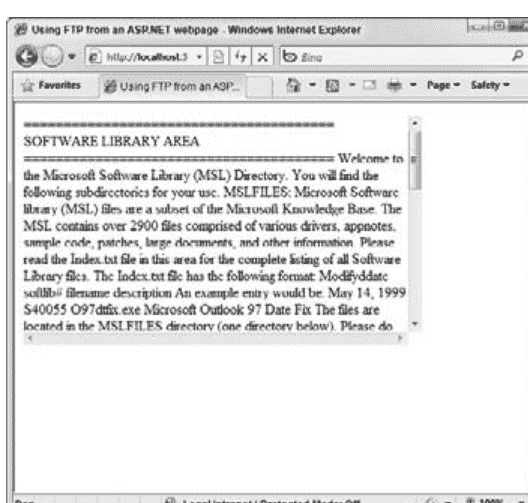 Using FTP from an ASP.NET webpage - Windows Internet Explorer
http://localhost:3
Bing
Favorites Using FTP from an ASP... Page Safety
==========================================
SOFTWARE LIBRARY AREA
========================================== Welcome to
the Microsoft Software Library (MSL) Directory. You will find the
following subdirectories for your use. MSLFILES: Microsoft Software
library (MSL) files are a subset of the Microsoft Knowledge Base. The
MSL contains over 2900 files comprised of various drivers, appnotes,
sample code, patches, large documents, and other information. Please
read the Index.txt file in this area for the complete listing of all Software
Library files. The Index.txt file has the following format: Modifyddate
softlib# filename description An example entry would be: May 14, 1999
S40055 O97dtfix.exe Microsoft Outlook 97 Date Fix The files are
located in the MSLFILES directory (one directory below). Please do
Local intranet | Protected Mode: Off 100%